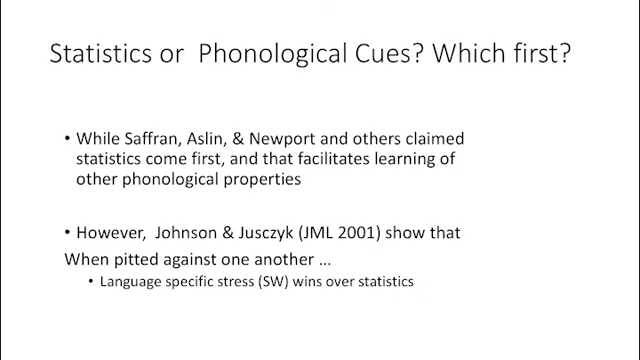 Statistics or Phonological Cues? Which first?
• While Saffran, Aslin, & Newport and others claimed
statistics come first, and that facilitates learning of
other phonological properties
• However, Johnson & Jusczyk (JML 2001) show that
When pitted against one another …
• Language specific stress (SW) wins over statistics